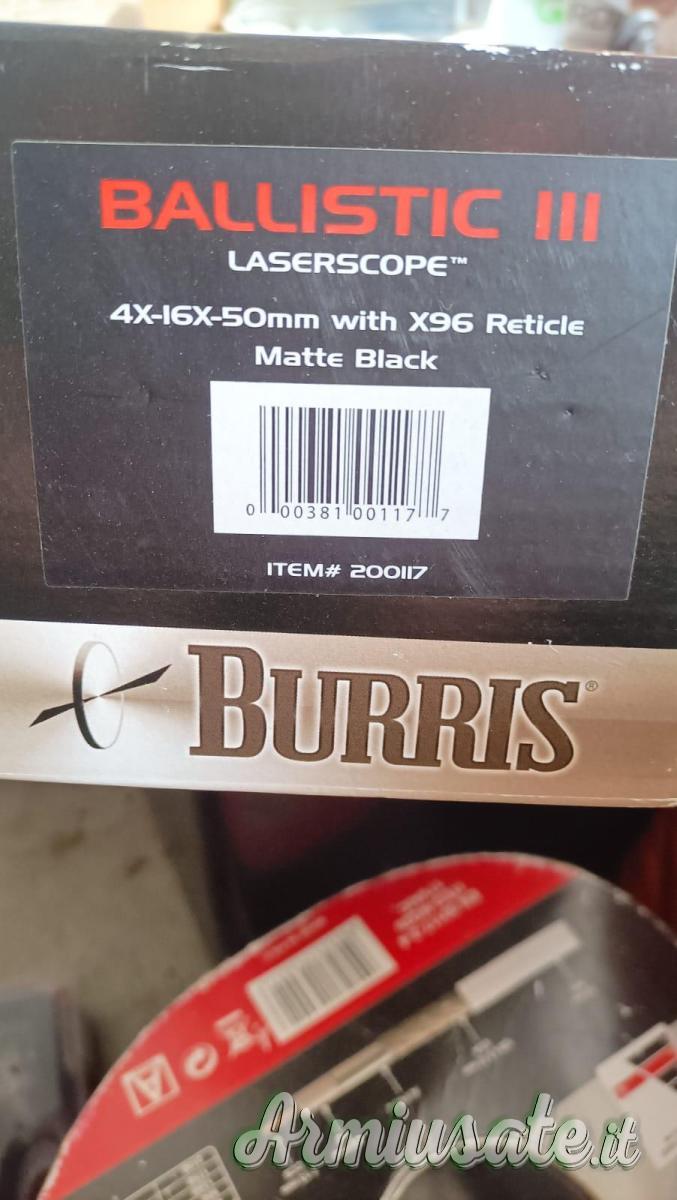 BALLISTIC III
LASERSCOPE™
4X-16X-50mm with X96 Reticle
Matte Black
0 00381 00117 7
ITEM# 200117
BURRIS®
Armiusate.it